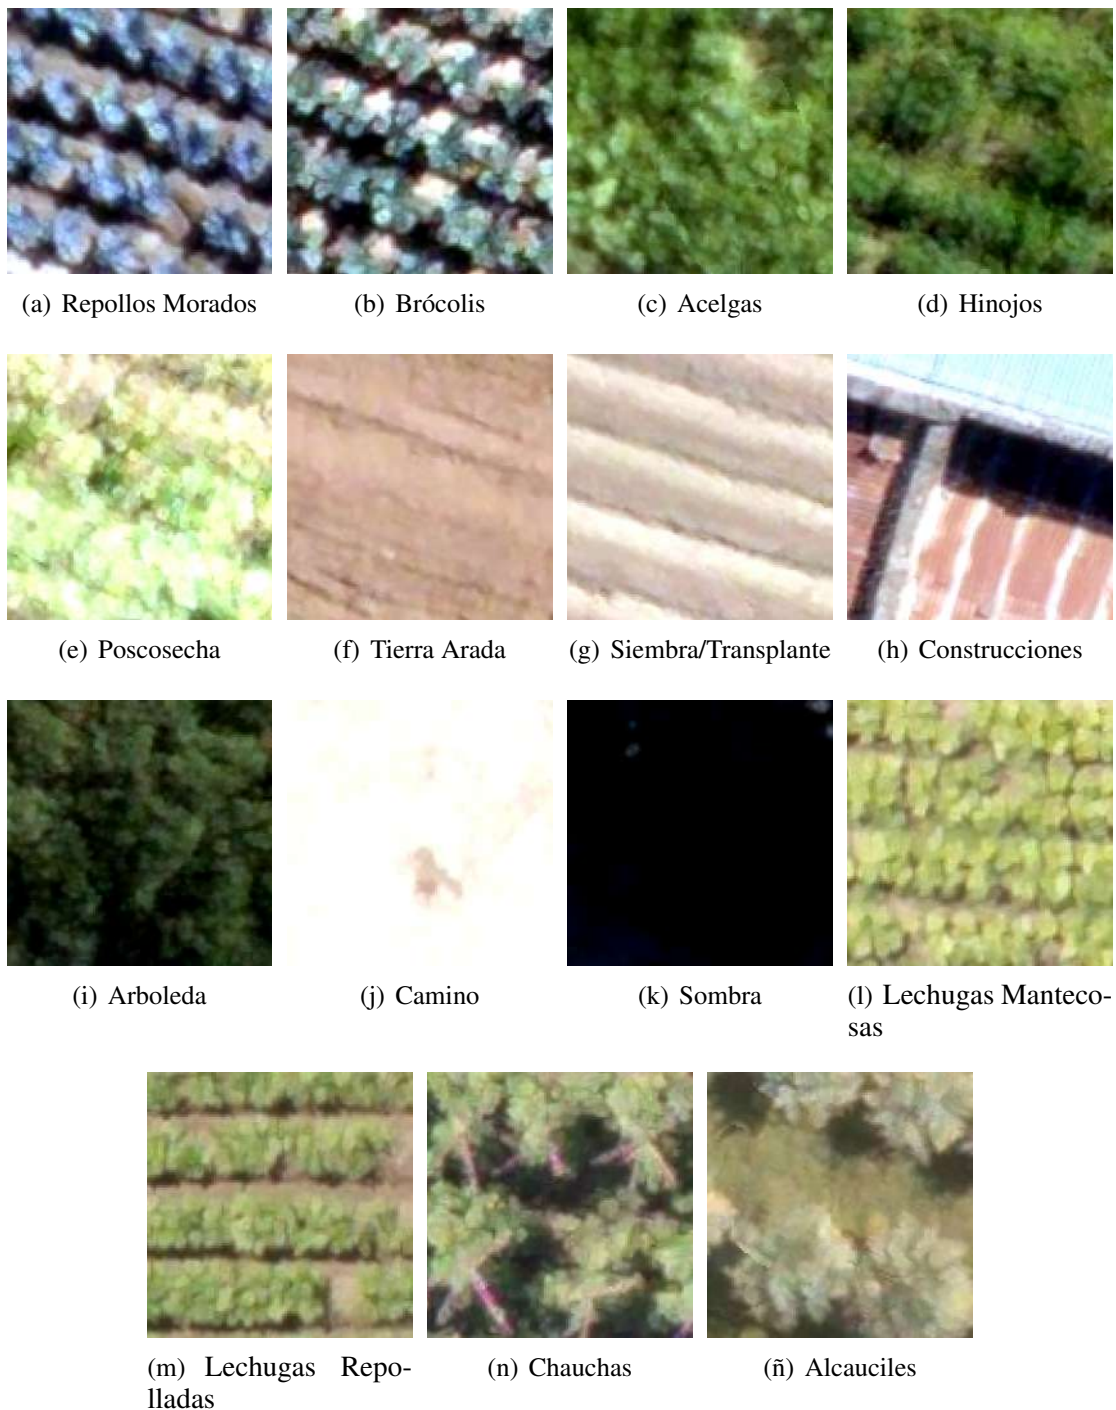 (a) Repollos Morados
(b) Brócolis
(c) Acelgas
(d) Hinojos
(e) Poscosecha
(f) Tierra Arada
(g) Siembra/Transplante
(h) Construcciones
(i) Arboleda
(j) Camino
(k) Sombra
(l) Lechugas Manteco-
sas
(m) Lechugas Repo-
lladas
(n) Chauchas
(ñ) Alcauciles